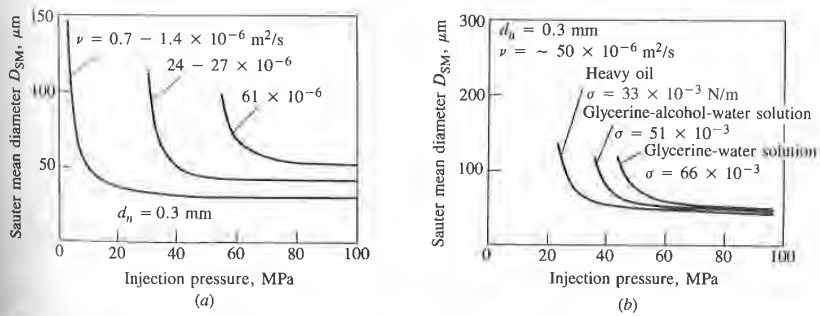 150
ν = 0.7 − 1.4 × 10⁻⁶ m²/s
24 − 27 × 10⁻⁶
100
61 × 10⁻⁶
50
dₙ = 0.3 mm
0
0 20 40 60 80 100
Sauter mean diameter D_SM, μm
Injection pressure, MPa
(a)
300
dₙ = 0.3 mm
ν = ~ 50 × 10⁻⁶ m²/s
Heavy oil
200
σ = 33 × 10⁻³ N/m
Glycerine-alcohol-water solution
σ = 51 × 10⁻³
Glycerine-water solution
100
σ = 66 × 10⁻³
0 20 40 60 80 100
Sauter mean diameter D_SM, μm
Injection pressure, MPa
(b)